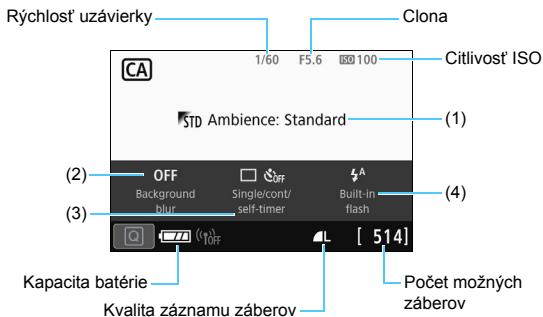 Rýchlosť uzávierky
Clona
CA
1/60 F5.6 ISO 100
Citlivosť ISO
STD Ambience: Standard
(1)
(2)
OFF
OFF
A
Background blur
Single/cont/ self-timer
Built-in flash
(3)
(4)
Q
OFF
L
[ 514]
Kapacita batérie
Počet možných
záberov
Kvalita záznamu záberov